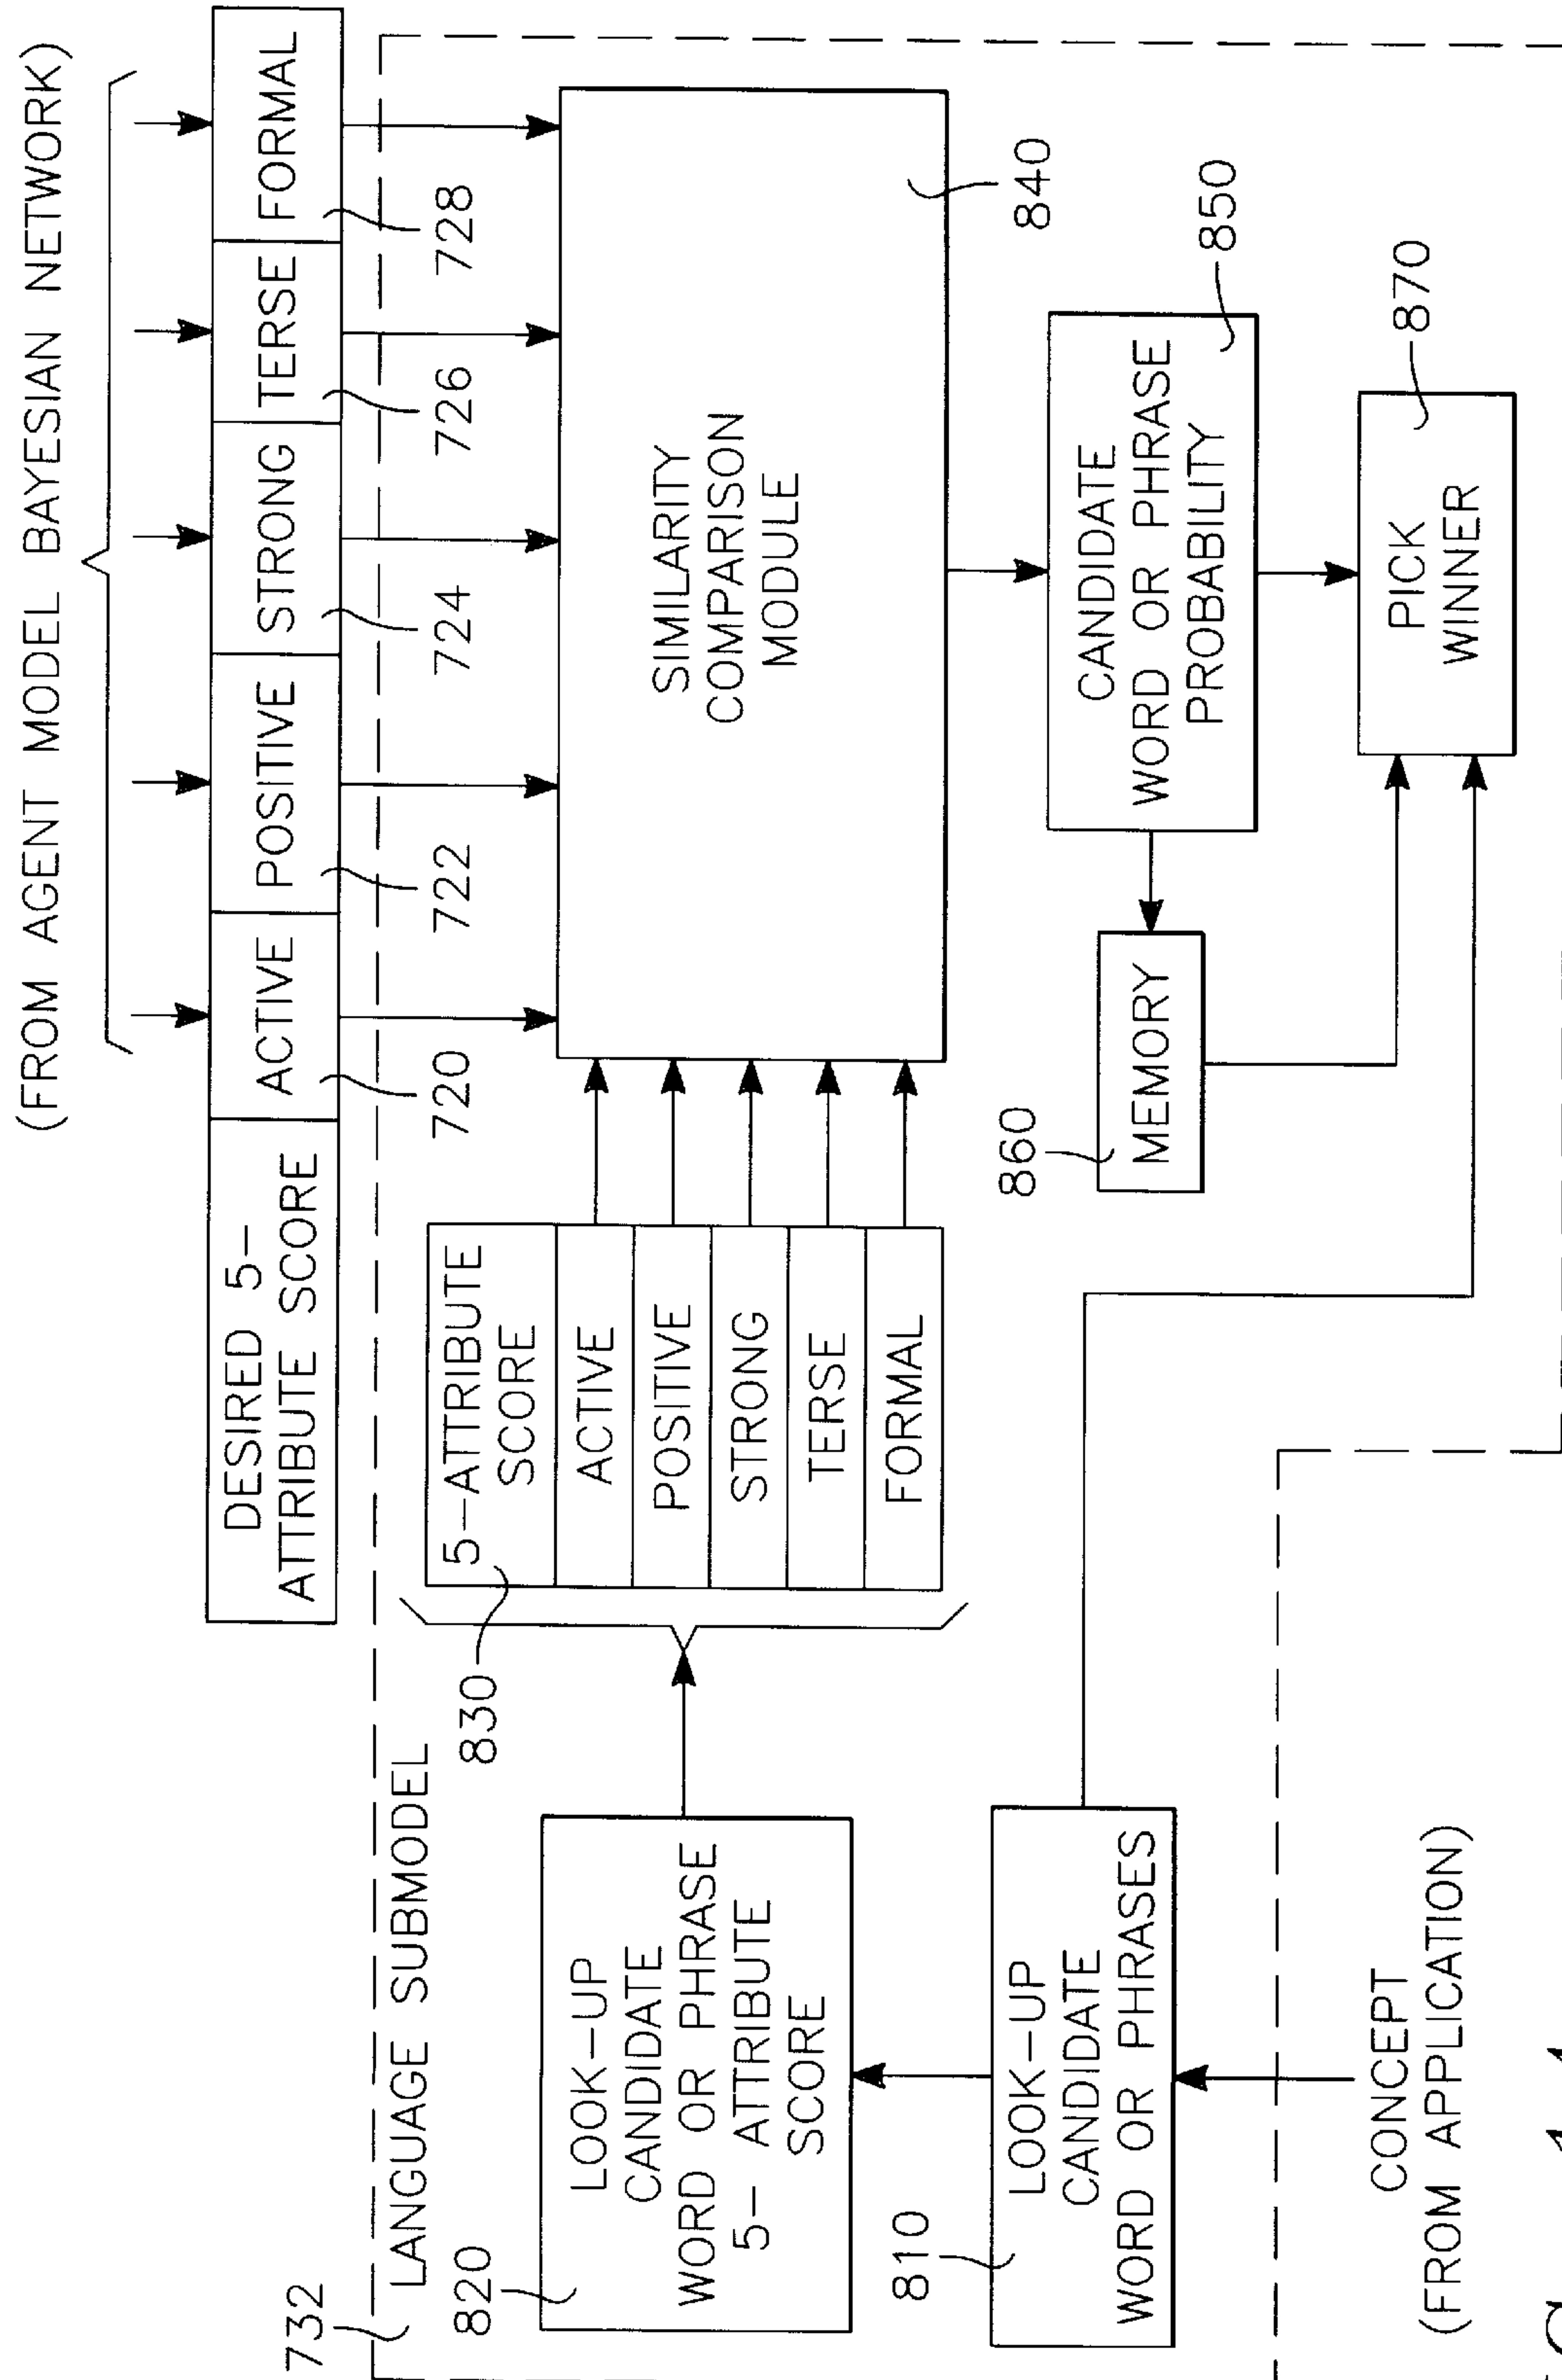 (FROM AGENT MODEL BAYESIAN NETWORK)
DESIRED 5-
ATTRIBUTE SCORE
ACTIVE
POSITIVE
STRONG
TERSE
FORMAL
720
722
724
726
728
732
LANGUAGE SUBMODEL
820
LOOK-UP
CANDIDATE
WORD OR PHRASE
5- ATTRIBUTE
SCORE
830
5-ATTRIBUTE
SCORE
ACTIVE
POSITIVE
STRONG
TERSE
FORMAL
SIMILARITY
COMPARISON
MODULE
840
810
LOOK-UP
CANDIDATE
WORD OR PHRASES
860
MEMORY
CANDIDATE
WORD OR PHRASE
PROBABILITY
850
PICK
WINNER
870
CONCEPT
(FROM APPLICATION)